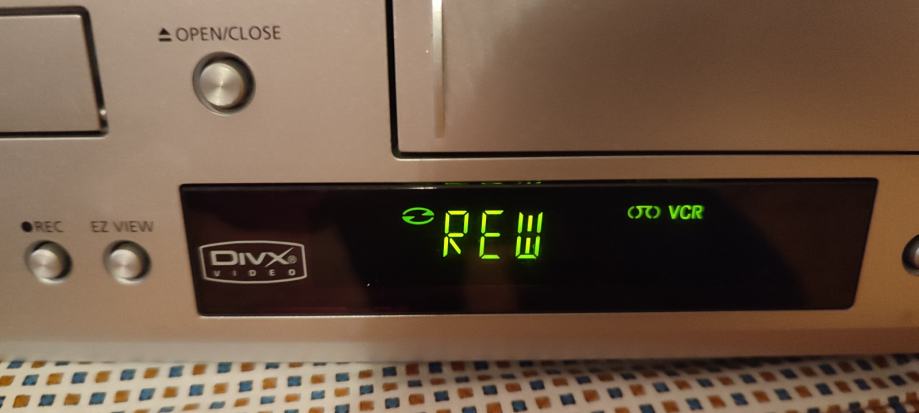 ⏏ OPEN/CLOSE
●REC
EZ VIEW
REW
VCR
DIVX®
VIDEO